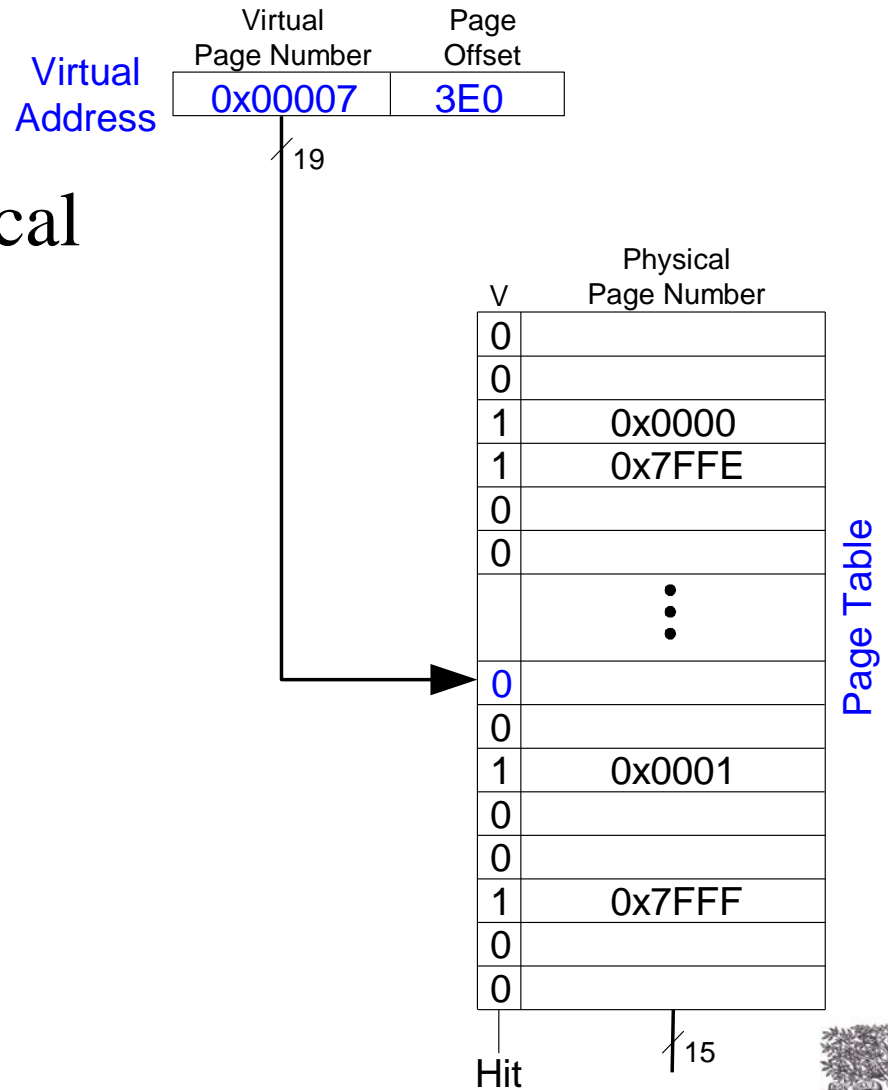 Virtual Page
Page Number Offset
Virtual
Address
0x00007 3E0
19
cal
Physical
V Page Number
0
0
1 0x0000
1 0x7FFE
0
0
0
0
1 0x0001
0
0
1 0x7FFF
0
0
Page Table
15
Hit